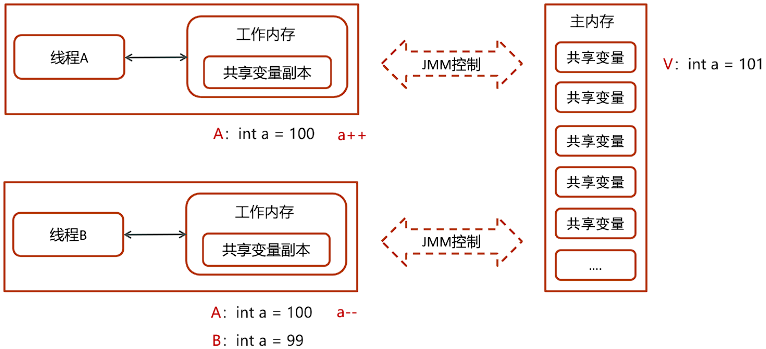 线程A
工作内存
共享变量副本
A： int a = 100 a++
JMM控制
线程B
工作内存
共享变量副本
A： int a = 100 a--
B： int a = 99
JMM控制
主内存
共享变量
共享变量
共享变量
共享变量
共享变量
....
V： int a = 101